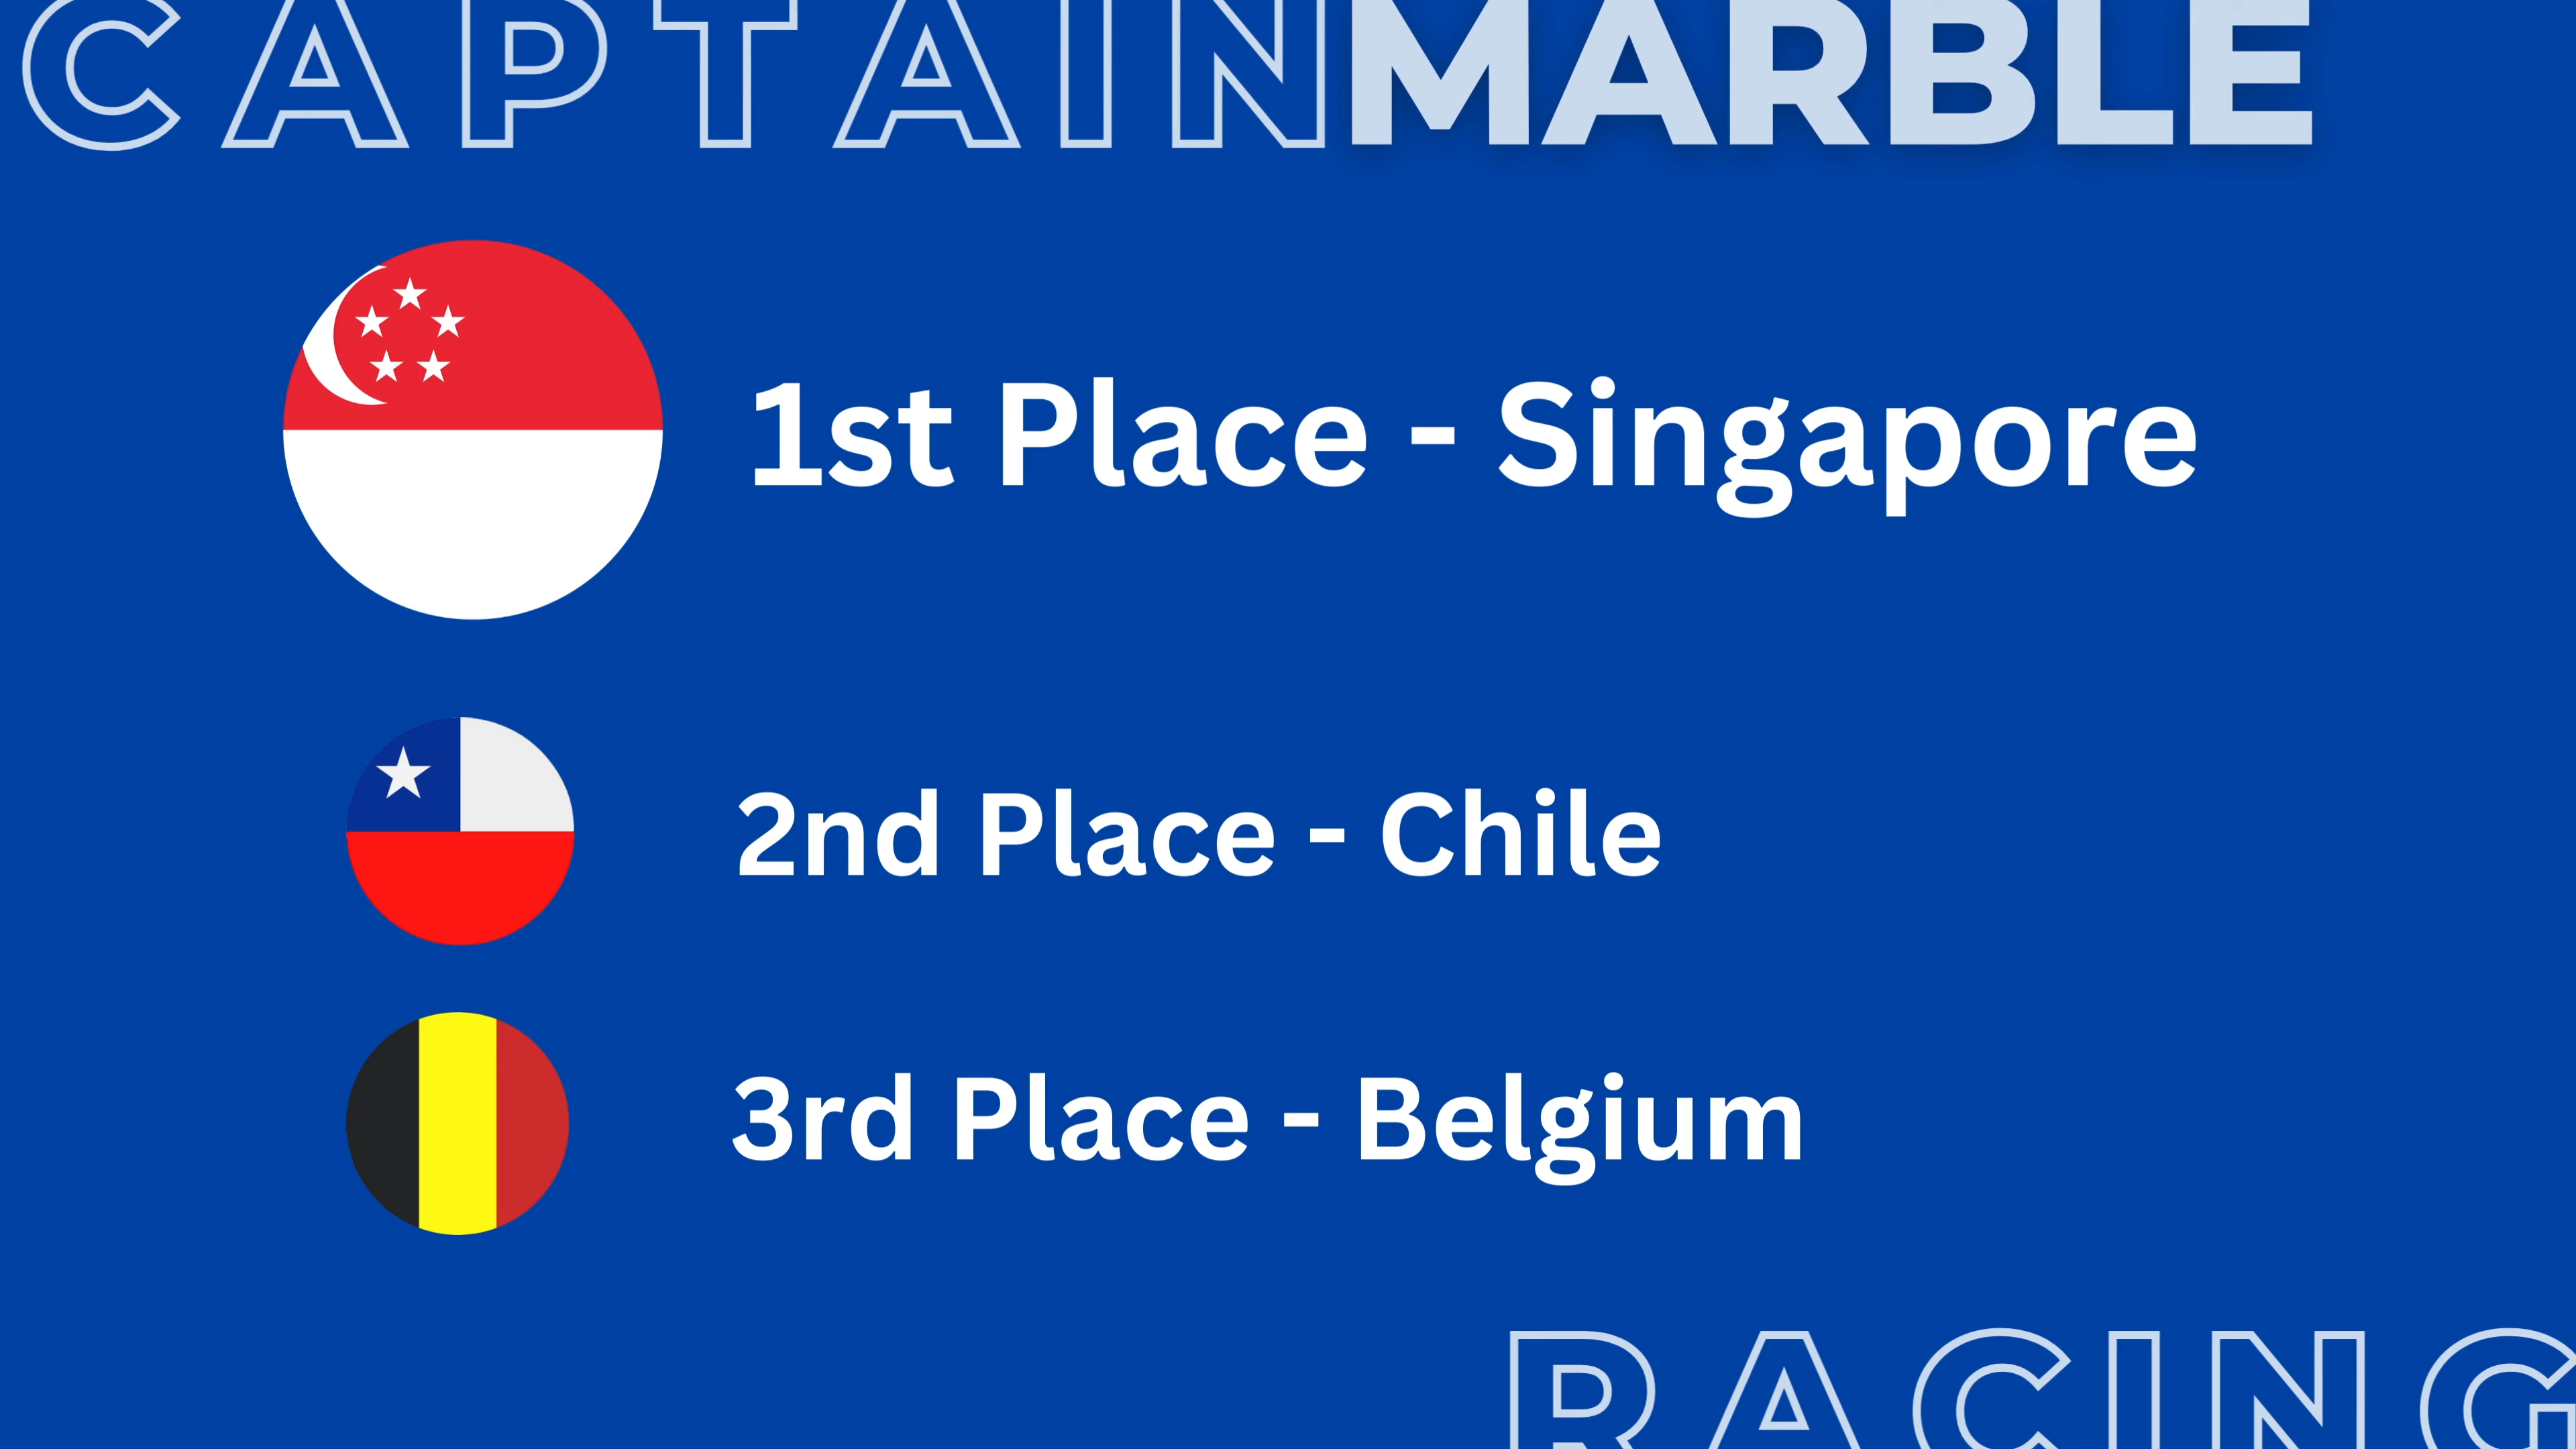 CAPTAINMARBLE
1st Place - Singapore
2nd Place - Chile
3rd Place - Belgium
RACING